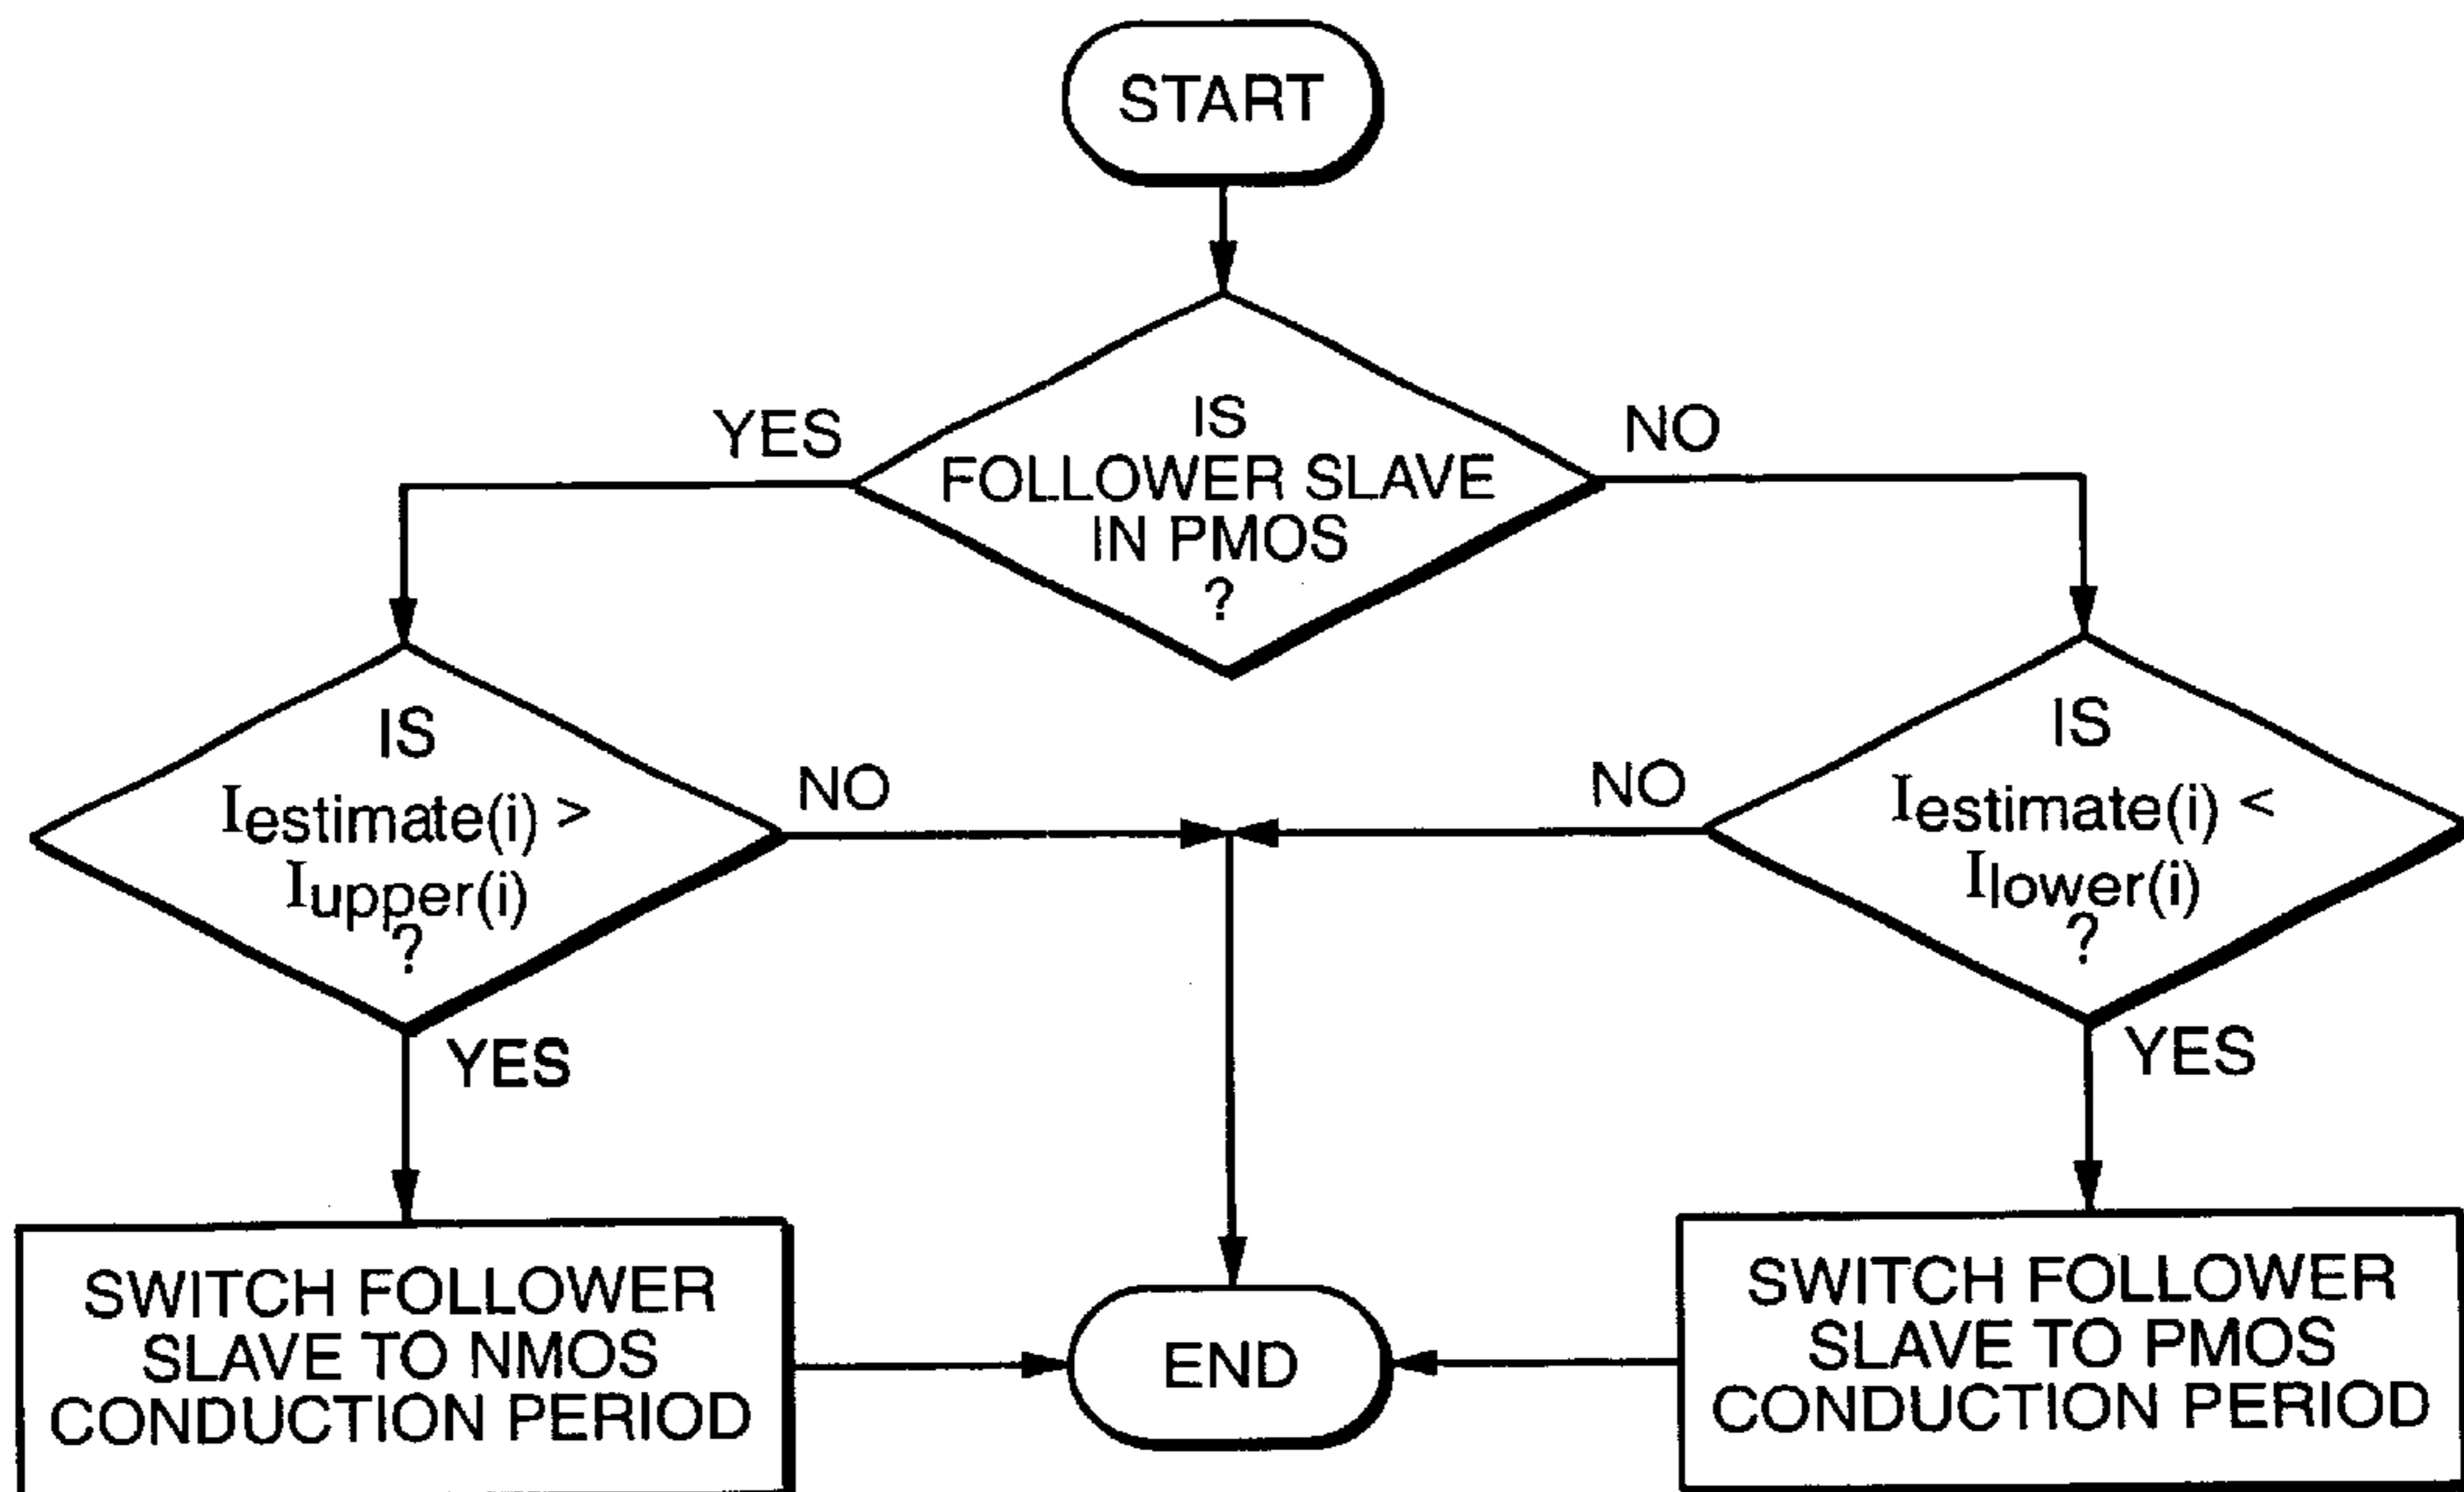 START
YES
IS
FOLLOWER SLAVE
IN PMOS
?
NO
IS
Iestimate(i) >
Iupper(i)
?
NO
YES
NO
IS
Iestimate(i) <
Ilower(i)
?
YES
SWITCH FOLLOWER
SLAVE TO NMOS
CONDUCTION PERIOD
END
SWITCH FOLLOWER
SLAVE TO PMOS
CONDUCTION PERIOD